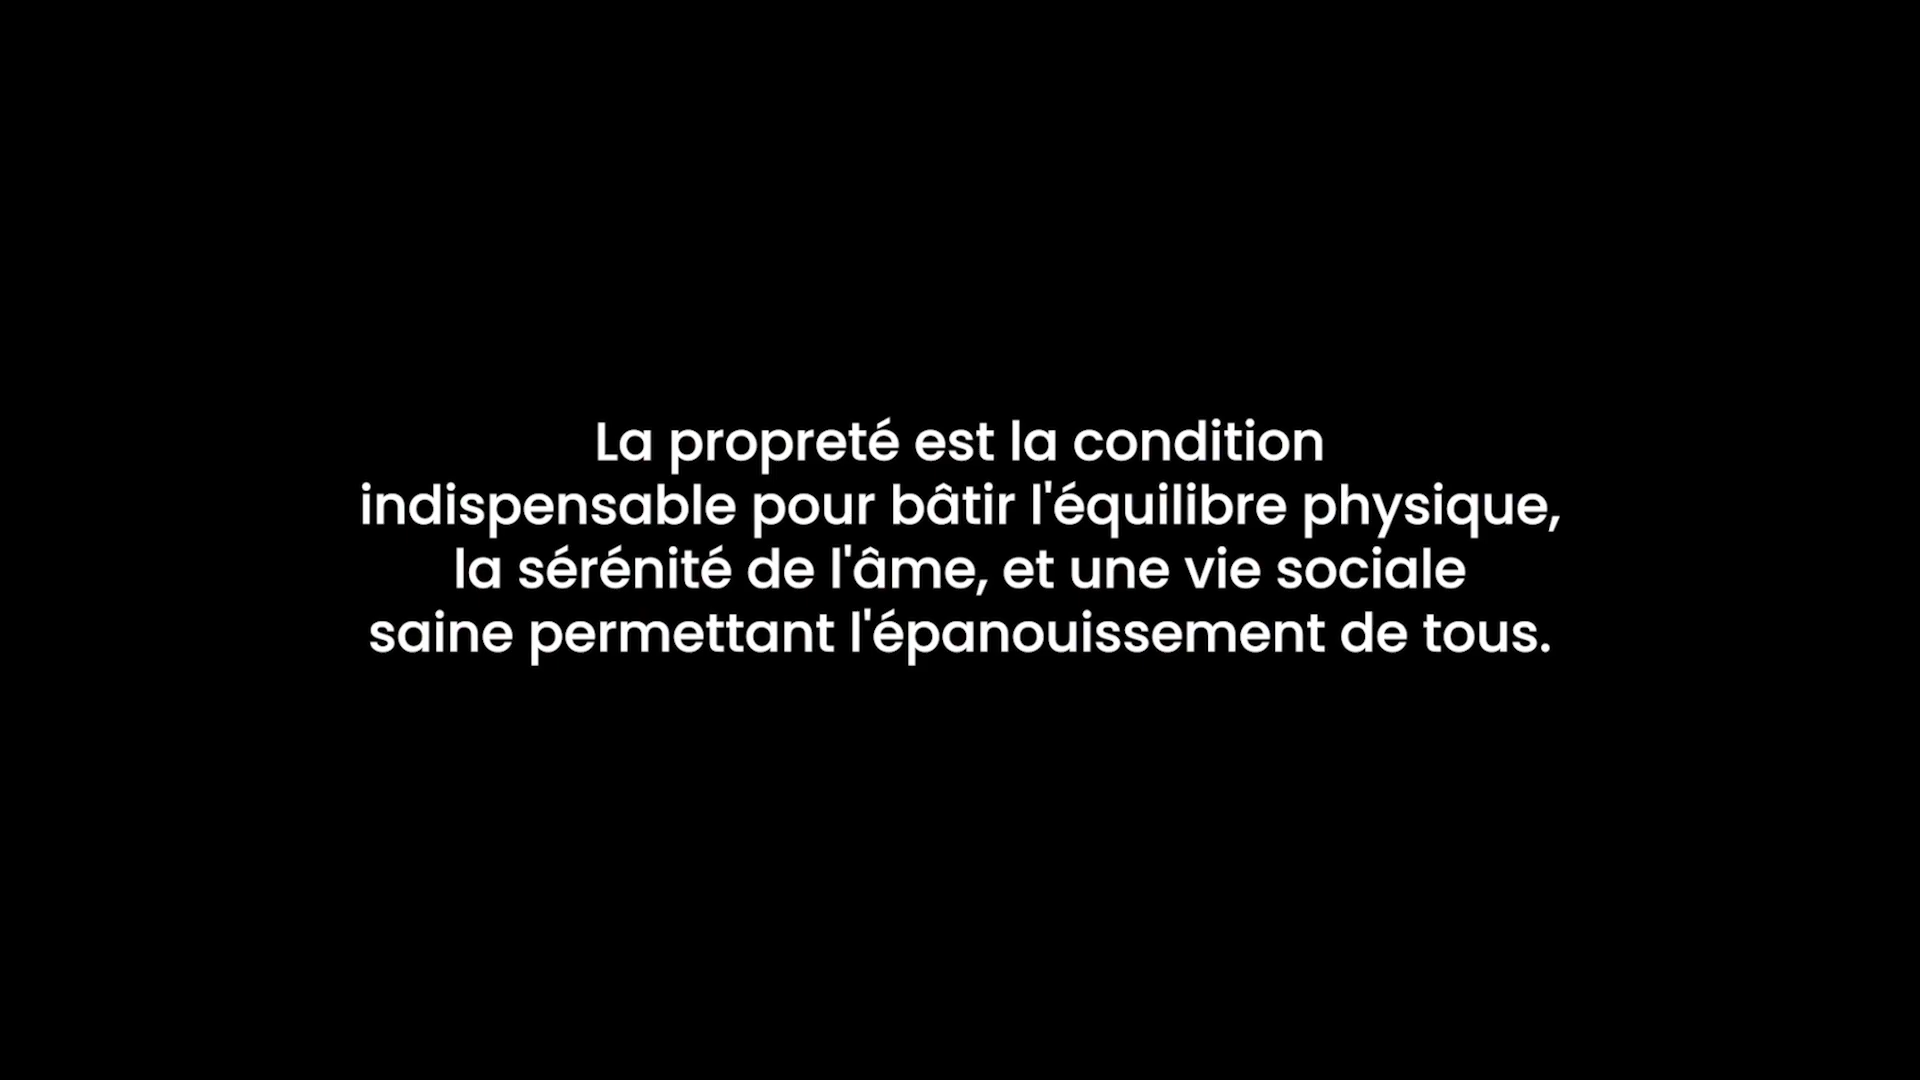 La propreté est la condition
indispensable pour bâtir l'équilibre physique,
la sérénité de l'âme, et une vie sociale
saine permettant l'épanouissement de tous.